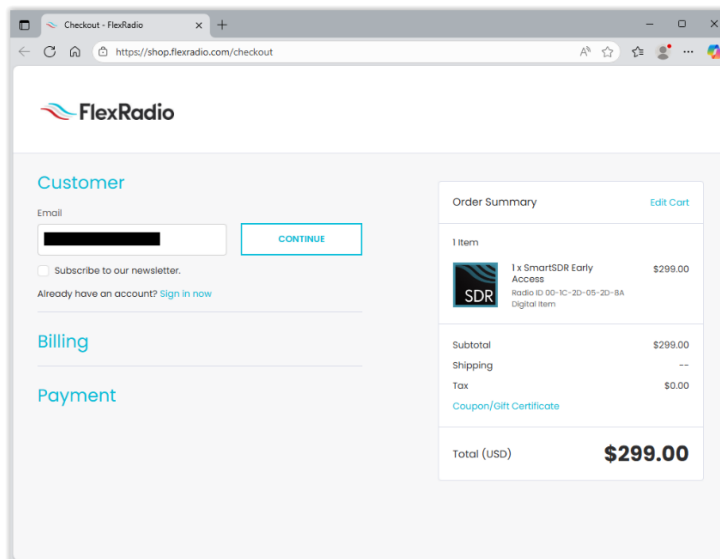 Checkout - FlexRadio
https://shop.flexradio.com/checkout
FlexRadio
Customer
Email
CONTINUE
Subscribe to our newsletter.
Already have an account? Sign in now
Billing
Payment
Order Summary
Edit Cart
1 Item
SDR
1 x SmartSDR Early
Access
$299.00
Radio ID 00-1C-2D-05-2D-8A
Digital Item
Subtotal
$299.00
Shipping
--
Tax
$0.00
Coupon/Gift Certificate
Total (USD)
$299.00